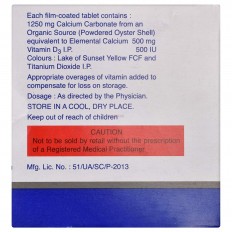 Each film-coated tablet contains :
1250 mg Calcium Carbonate from an
Organic Source (Powdered Oyster Shell)
equivalent to Elemental Calcium 500 mg
Vitamin D3 I.P. 500 IU
Colours : Lake of Sunset Yellow FCF and
Titanium Dioxide I.P.
Appropriate overages of vitamin added to
compensate for loss on storage.
Dosage : As directed by the Physician.
STORE IN A COOL, DRY PLACE.
Keep out of reach of children
CAUTION
Not to be sold by retail without the prescription
of a Registered Medical Practitioner
Mfg. Lic. No. : 51/UA/SC/P-2013